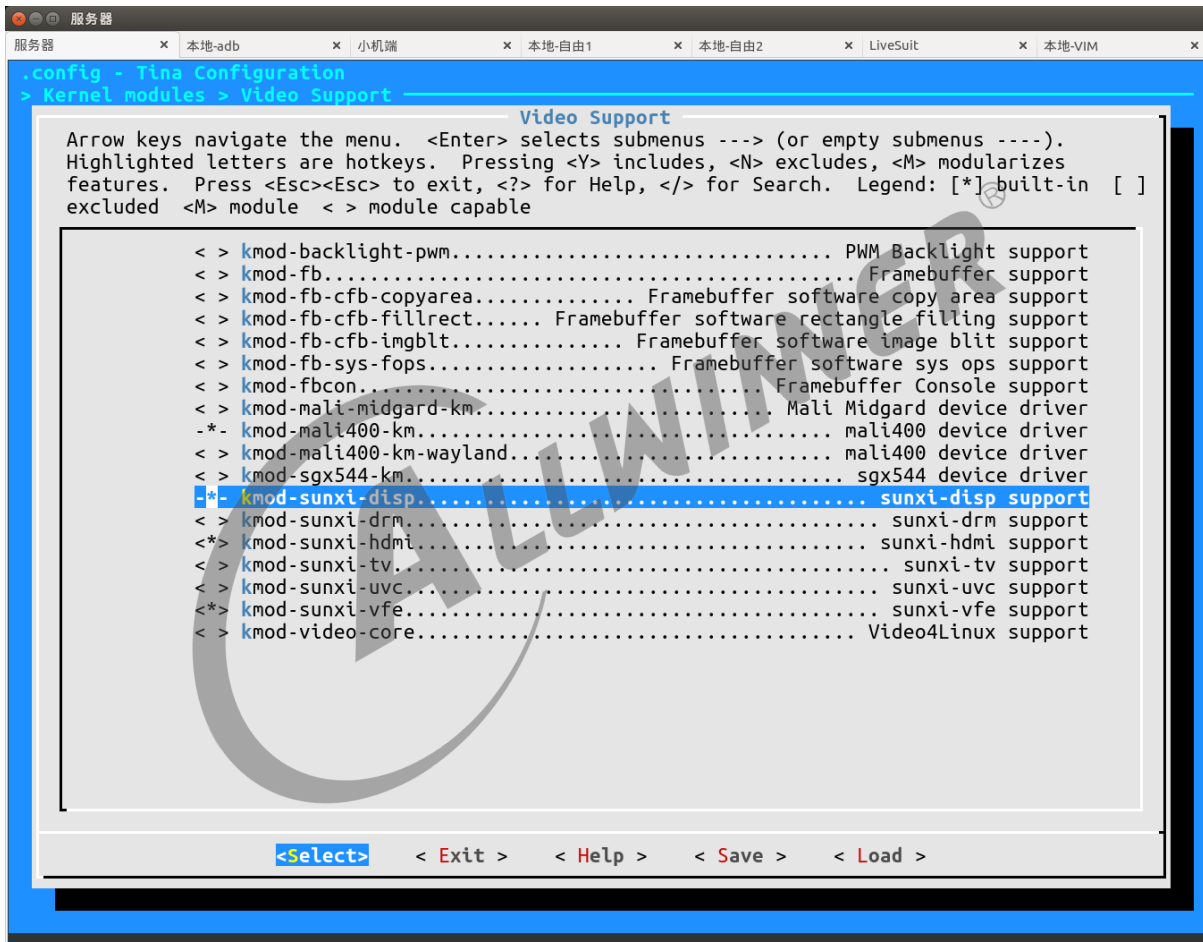 服务器
服务器 × 本地-adb × 小机端 × 本地-自由1 × 本地-自由2 × LiveSuit × 本地-VIM ×
.config - Tina Configuration
> Kernel modules > Video Support
Video Support
Arrow keys navigate the menu.  <Enter> selects submenus ---> (or empty submenus ----).
Highlighted letters are hotkeys.  Pressing <Y> includes, <N> excludes, <M> modularizes
features.  Press <Esc><Esc> to exit, <?> for Help, </> for Search.  Legend: [*] built-in  [ ]
excluded  <M> module  < > module capable
< > kmod-backlight-pwm................................. PWM Backlight support
< > kmod-fb.............................................. Framebuffer support
< > kmod-fb-cfb-copyarea.............. Framebuffer software copy area support
< > kmod-fb-cfb-fillrect...... Framebuffer software rectangle filling support
< > kmod-fb-cfb-imgblt............... Framebuffer software image blit support
< > kmod-fb-sys-fops.................... Framebuffer software sys ops support
< > kmod-fbcon................................... Framebuffer Console support
< > kmod-mali-midgard-km.......................... Mali Midgard device driver
-*- kmod-mali400-km.................................... mali400 device driver
< > kmod-mali400-km-wayland............................ mali400 device driver
< > kmod-sgx544-km...................................... sgx544 device driver
-*- kmod-sunxi-disp....................................... sunxi-disp support
< > kmod-sunxi-drm......................................... sunxi-drm support
<*> kmod-sunxi-hdmi....................................... sunxi-hdmi support
< > kmod-sunxi-tv........................................... sunxi-tv support
< > kmod-sunxi-uvc......................................... sunxi-uvc support
<*> kmod-sunxi-vfe......................................... sunxi-vfe support
< > kmod-video-core...................................... Video4Linux support
ALLWINNER®
<Select>    < Exit >    < Help >    < Save >    < Load >